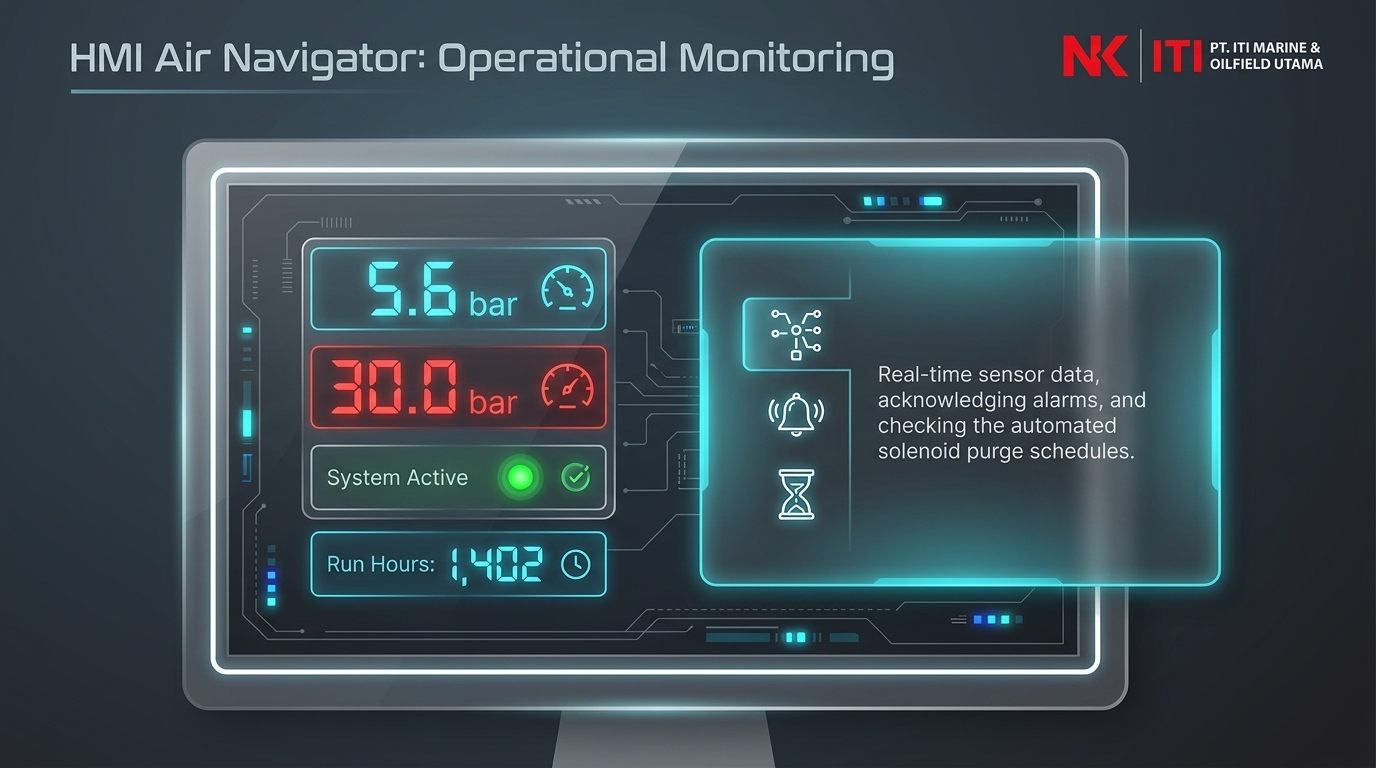 HMI Air Navigator: Operational Monitoring
NK
ITI
PT. ITI MARINE &
OILFIELD UTAMA
5.6 bar
30.0 bar
System Active
Run Hours: 1,402
Real-time sensor data,
acknowledging alarms, and
checking the automated
solenoid purge schedules.